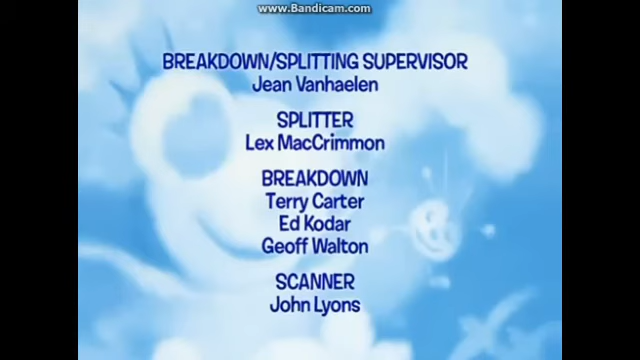 www.Bandicam.com
BREAKDOWN/SPLITTING SUPERVISOR
Jean Vanhaelen
SPLITTER
Lex MacCrimmon
BREAKDOWN
Terry Carter
Ed Kodar
Geoff Walton
SCANNER
John Lyons